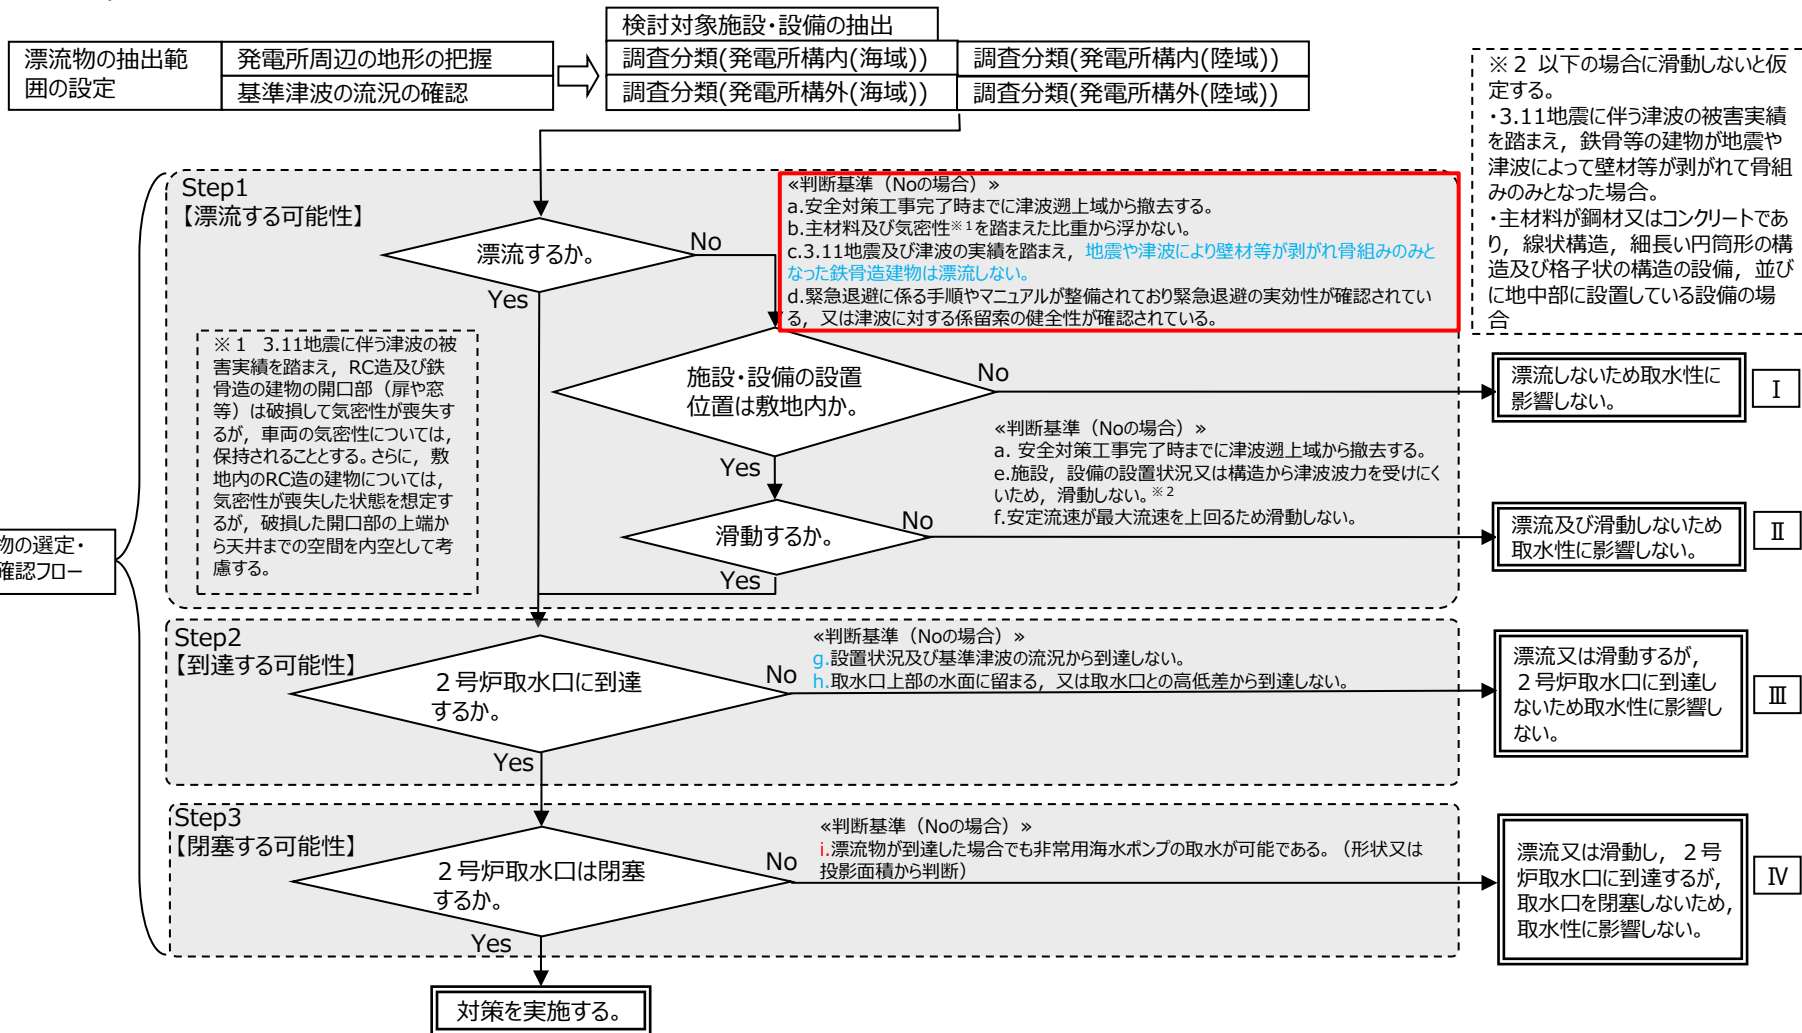 漂流物の抽出範
囲の設定
発電所周辺の地形の把握
基準津波の流況の確認
検討対象施設・設備の抽出
調査分類(発電所構内(海域))
調査分類(発電所構内(陸域))
調査分類(発電所構外(海域))
調査分類(発電所構外(陸域))
※2 以下の場合に滑動しないと仮
定する。
・3.11地震に伴う津波の被害実績
を踏まえ，鉄骨等の建物が地震や
津波によって壁材等が剥がれて骨組
みのみとなった場合。
・主材料が鋼材又はコンクリートであ
り，線状構造，細長い円筒形の構
造及び格子状の構造の設備，並び
に地中部に設置している設備の場
合
Step1
【漂流する可能性】
漂流するか。
No
Yes
≪判断基準（Noの場合）≫
a.安全対策工事完了時までに津波遡上域から撤去する。
b.主材料及び気密性※1を踏まえた比重から浮かない。
c.3.11地震及び津波の実績を踏まえ，地震や津波により壁材等が剥がれ骨組みのみと
なった鉄骨造建物は漂流しない。
d.緊急退避に係る手順やマニュアルが整備されており緊急退避の実効性が確認されてい
る，又は津波に対する係留索の健全性が確認されている。
※1 3.11地震に伴う津波の被
害実績を踏まえ，RC造及び鉄
骨造の建物の開口部（扉や窓
等）は破損して気密性が喪失す
るが，車両の気密性については，
保持されることとする。さらに，敷
地内のRC造の建物については，
気密性が喪失した状態を想定す
るが，破損した開口部の上端か
ら天井までの空間を内空として考
慮する。
施設・設備の設置
位置は敷地内か。
No
Yes
漂流しないため取水性に
影響しない。
Ⅰ
≪判断基準（Noの場合）≫
a. 安全対策工事完了時までに津波遡上域から撤去する。
e.施設，設備の設置状況又は構造から津波波力を受けにく
いため，滑動しない。※2
f.安定流速が最大流速を上回るため滑動しない。
滑動するか。
No
Yes
漂流及び滑動しないため
取水性に影響しない。
Ⅱ
物の選定・
確認フロー
Step2
【到達する可能性】
2号炉取水口に到達
するか。
No
Yes
≪判断基準（Noの場合）≫
g.設置状況及び基準津波の流況から到達しない。
h.取水口上部の水面に留まる，又は取水口との高低差から到達しない。
漂流又は滑動するが，
2号炉取水口に到達し
ないため取水性に影響し
ない。
Ⅲ
Step3
【閉塞する可能性】
2号炉取水口は閉塞
するか。
No
Yes
≪判断基準（Noの場合）≫
i.漂流物が到達した場合でも非常用海水ポンプの取水が可能である。（形状又は
投影面積から判断）
漂流又は滑動し，2号
炉取水口に到達するが，
取水口を閉塞しないため，
取水性に影響しない。
Ⅳ
対策を実施する。